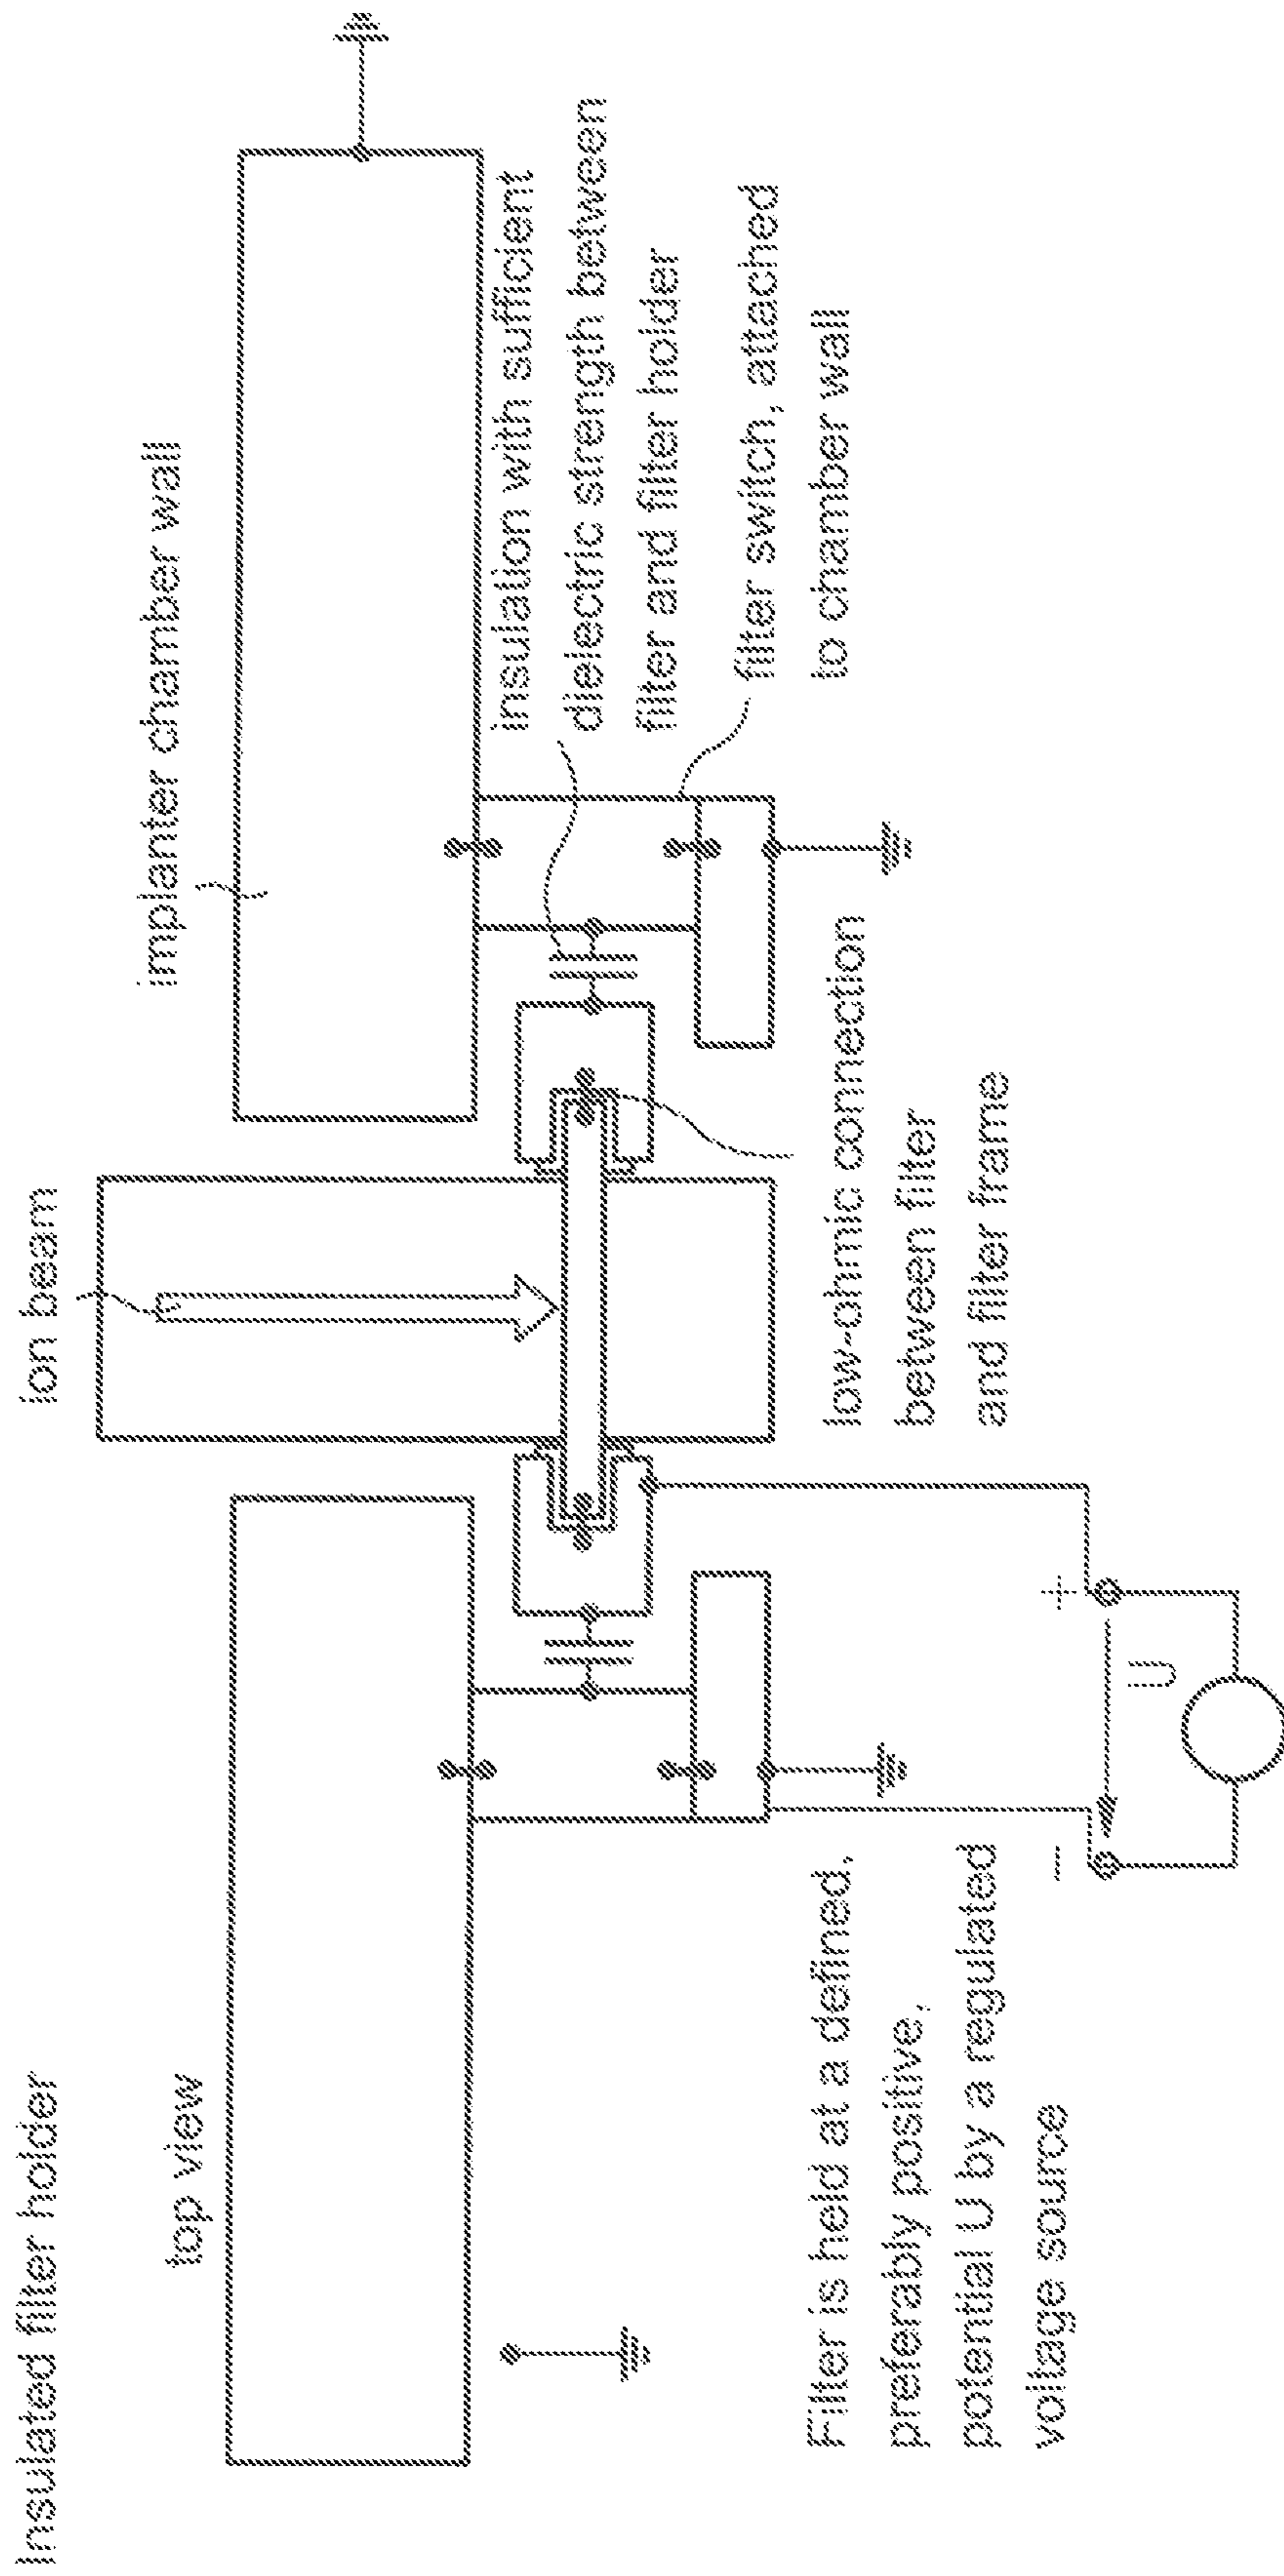 Insulated filter holder
top view
ion beam
implanter chamber wall
insulation with sufficient
dielectric strength between
filter and filter holder
filter switch, attached
to chamber wall
low-ohmic connection
between filter
and filter frame
Filter is held at a defined,
preferably positive,
potential U by a regulated
voltage source
+
U
−